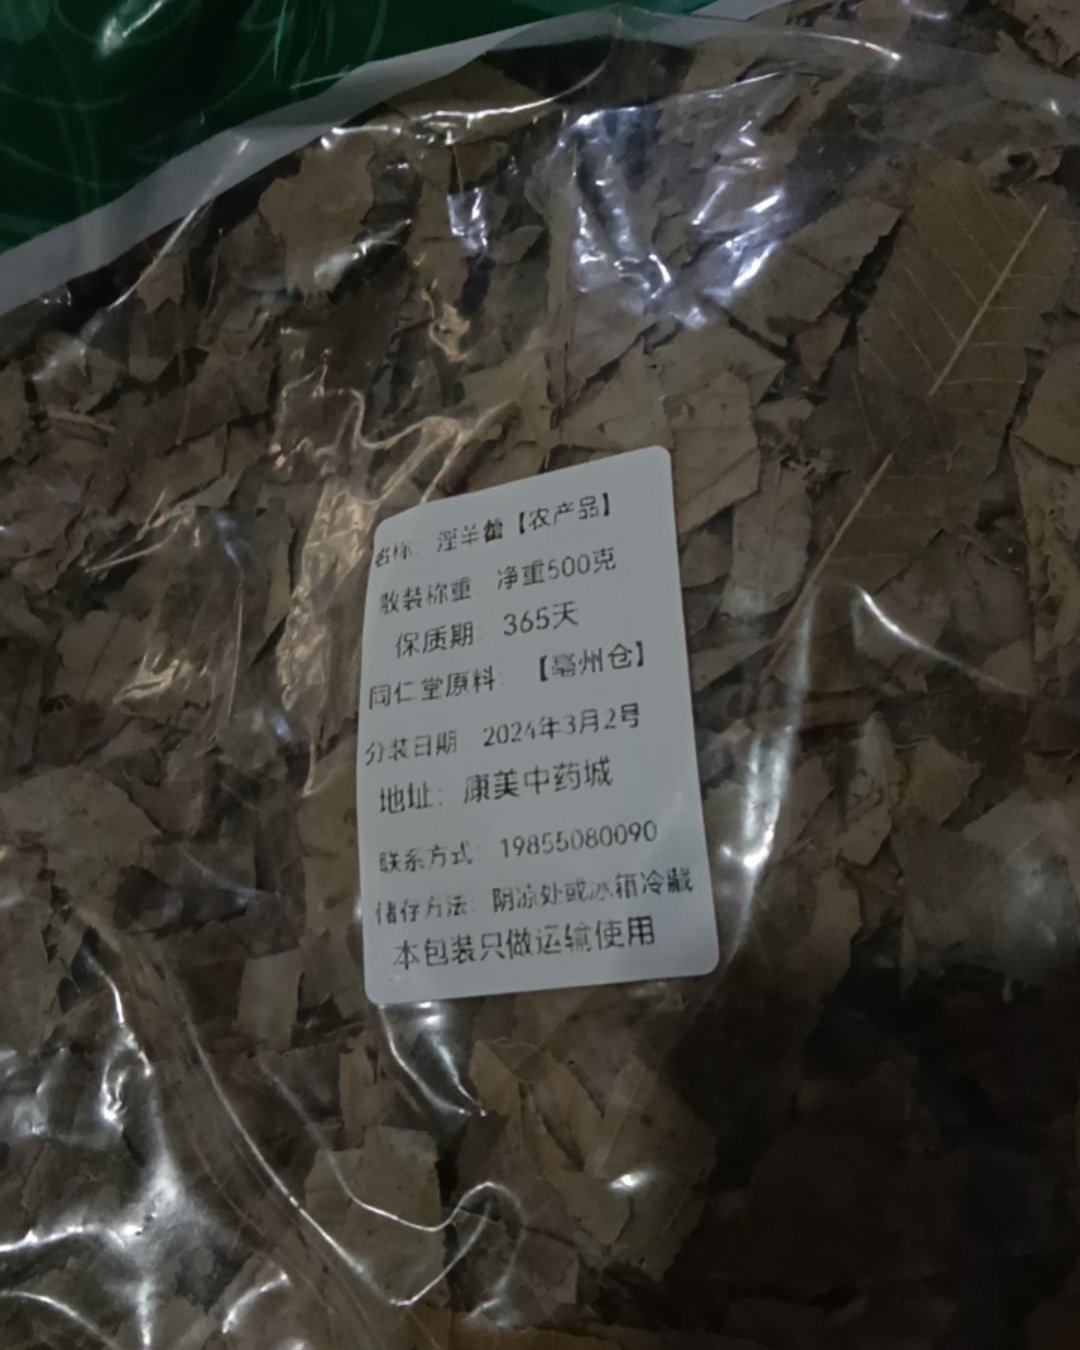 名称：淫羊藿【农产品】
散装称重：净重500克
保质期：365天
同仁堂原料：【亳州仓】
分装日期：2024年3月2号
地址：康美中药城
联系方式：19855080090
储存方法：阴凉处或冰箱冷藏
本包装只做运输使用